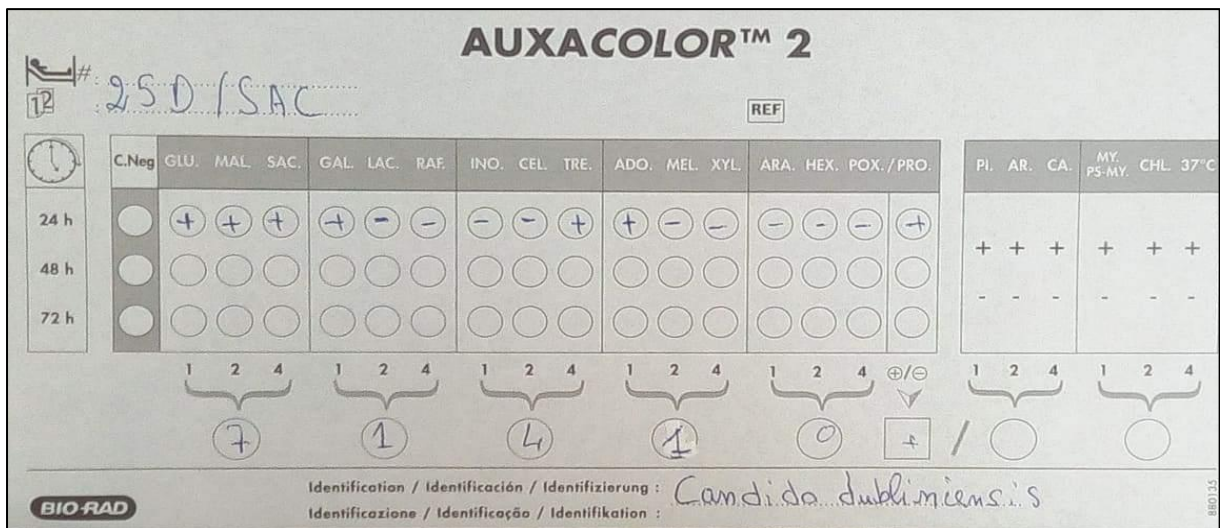 AUXACOLOR™ 2
#: 25D/SAC
12
REF
C.Neg GLU. MAL. SAC. GAL. LAC. RAF. INO. CEL. TRE. ADO. MEL. XYL. ARA. HEX. POX./PRO. PI. AR. CA. MY. PS-MY. CHL. 37°C
24 h + + + + - - - - + + - - - - - +
+ + + + + +
48 h
- - - - - -
72 h
1 2 4 1 2 4 1 2 4 1 2 4 1 2 4 ⊕/⊖ 1 2 4 1 2 4
7 1 4 1 0 + /
Identification / Identificación / Identifizierung : Candida dubliniensis
Identificazione / Identificação / Identifikation :
BIO-RAD
880135